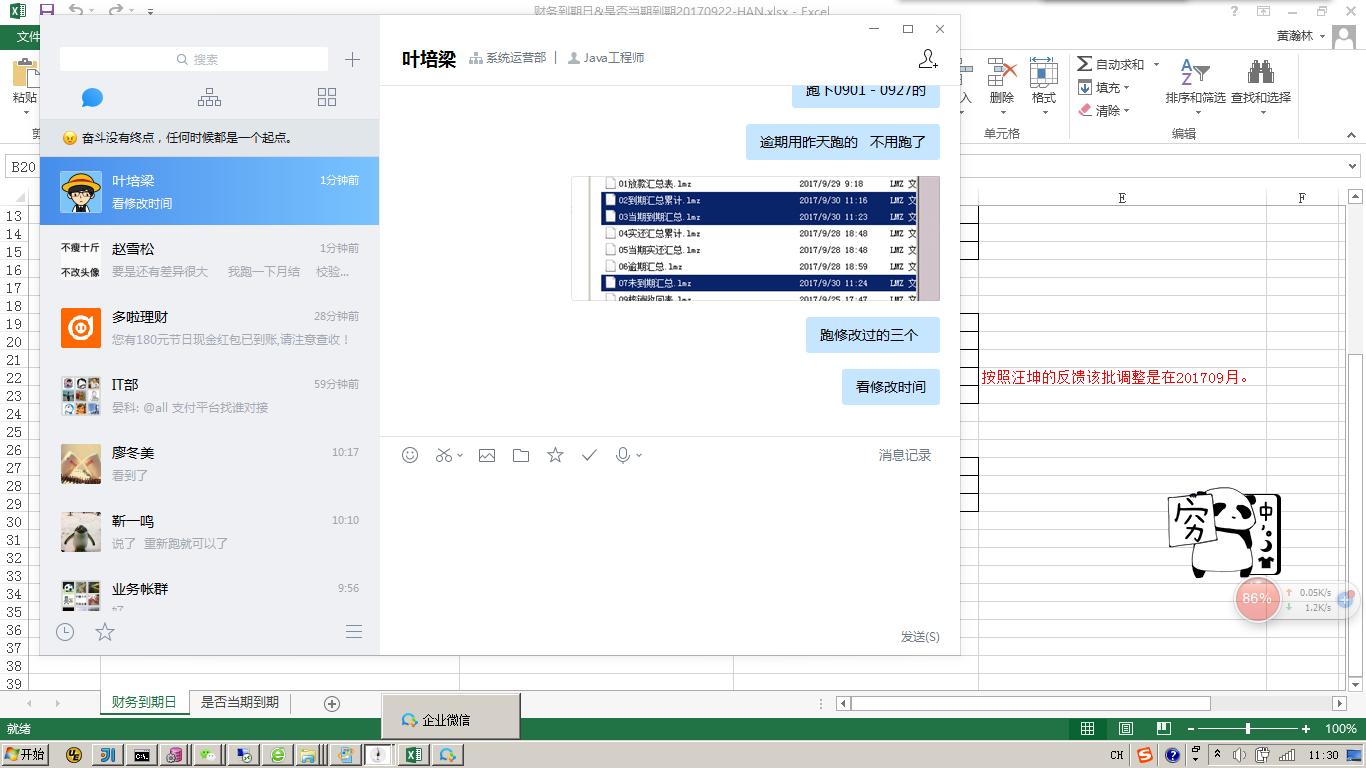 财务到期日&是否当期到期20170922-HAN.xlsx - Excel
文件
黄瀚林
粘贴
入
删除
格式
自动求和
填充
清除
排序和筛选
查找和选择
单元格
编辑
B20
搜索
奋斗没有终点，任何时候都是一个起点。
叶培梁
1分钟前
看修改时间
赵雪松
1分钟前
要是还有差异很大 我跑一下月结 校验...
不瘦十斤
不改头像
多啦理财
28分钟前
您有180元节日现金红包已到账,请注意查收！
IT部
59分钟前
晏科: @all 支付平台找谁对接
廖冬美
10:17
看到了
靳一鸣
10:10
说了 重新跑就可以了
业务帐群
9:56
好
叶培梁
系统运营部 | Java工程师
跑下0901－0927的
逾期用昨天跑的 不用跑了
01放款汇总表.lmz 2017/9/29 9:18 LMZ 文
02到期汇总累计.lmz 2017/9/30 11:16 LMZ 文
03当期到期汇总.lmz 2017/9/30 11:23 LMZ 文
04实还汇总累计.lmz 2017/9/28 18:48 LMZ 文
05当期实还汇总.lmz 2017/9/28 18:48 LMZ 文
06逾期汇总.lmz 2017/9/28 18:59 LMZ 文
07未到期汇总.lmz 2017/9/30 11:24 LMZ 文
09核销收回表.lmz 2017/9/25 17:47 LMZ 文
跑修改过的三个
看修改时间
消息记录
发送(S)
E
F
13
14
15
16
17
18
19
20
21
22
23
24
25
26
27
28
29
30
31
32
33
34
35
36
37
38
39
按照汪坤的反馈该批调整是在201709月。
穷
中
86%
0.05K/s
1.2K/s
财务到期日
是否当期到期
企业微信
就绪
100%
开始
CH
11:30